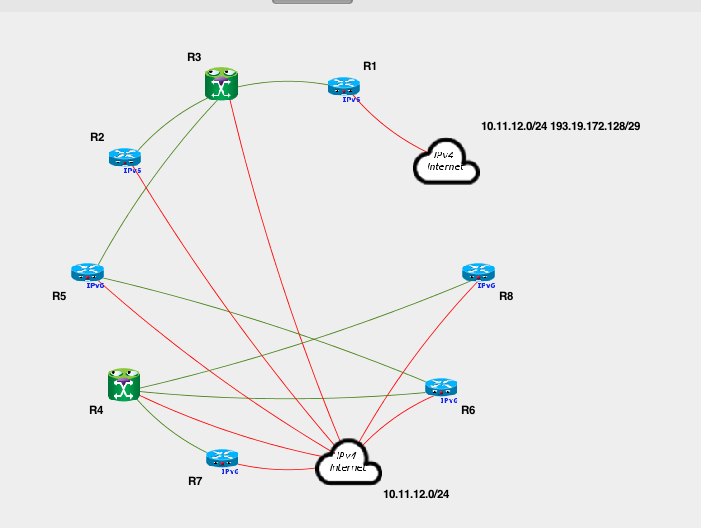 R3
R1
IPv6
10.11.12.0/24 193.19.172.128/29
R2
IPv4
Internet
IPv6
R5
IPv6
R8
IPv6
R4
R6
IPv6
R7
IPv6
IPv4
Internet
10.11.12.0/24